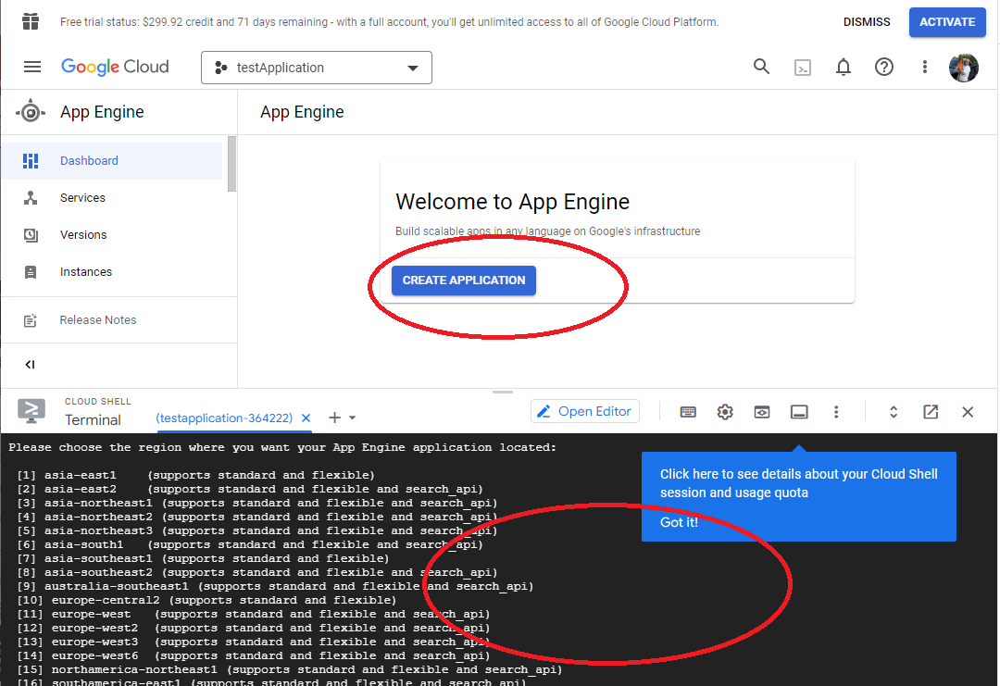 Free trial status: $299.92 credit and 71 days remaining - with a full account, you'll get unlimited access to all of Google Cloud Platform.
DISMISS
ACTIVATE
Google Cloud
testApplication
App Engine
App Engine
Dashboard
Services
Versions
Instances
Release Notes
Welcome to App Engine
Build scalable apps in any language on Google's infrastructure
CREATE APPLICATION
CLOUD SHELL
Terminal
(testapplication-364222)
Open Editor
Please choose the region where you want your App Engine application located:
[1] asia-east1 (supports standard and flexible)
[2] asia-east2 (supports standard and flexible and search_api)
[3] asia-northeast1 (supports standard and flexible and search_api)
[4] asia-northeast2 (supports standard and flexible and search_api)
[5] asia-northeast3 (supports standard and flexible and search_api)
[6] asia-south1 (supports standard and flexible and search_api)
[7] asia-southeast1 (supports standard and flexible)
[8] asia-southeast2 (supports standard and flexible and search_api)
[9] australia-southeast1 (supports standard and flexible and search_api)
[10] europe-central2 (supports standard and flexible)
[11] europe-west (supports standard and flexible and search_api)
[12] europe-west2 (supports standard and flexible and search_api)
[13] europe-west3 (supports standard and flexible and search_api)
[14] europe-west6 (supports standard and flexible and search_api)
[15] northamerica-northeast1 (supports standard and flexible and search_api)
[16] southamerica-east1 (supports standard and flexible and search_api)
Click here to see details about your Cloud Shell
session and usage quota
Got it!